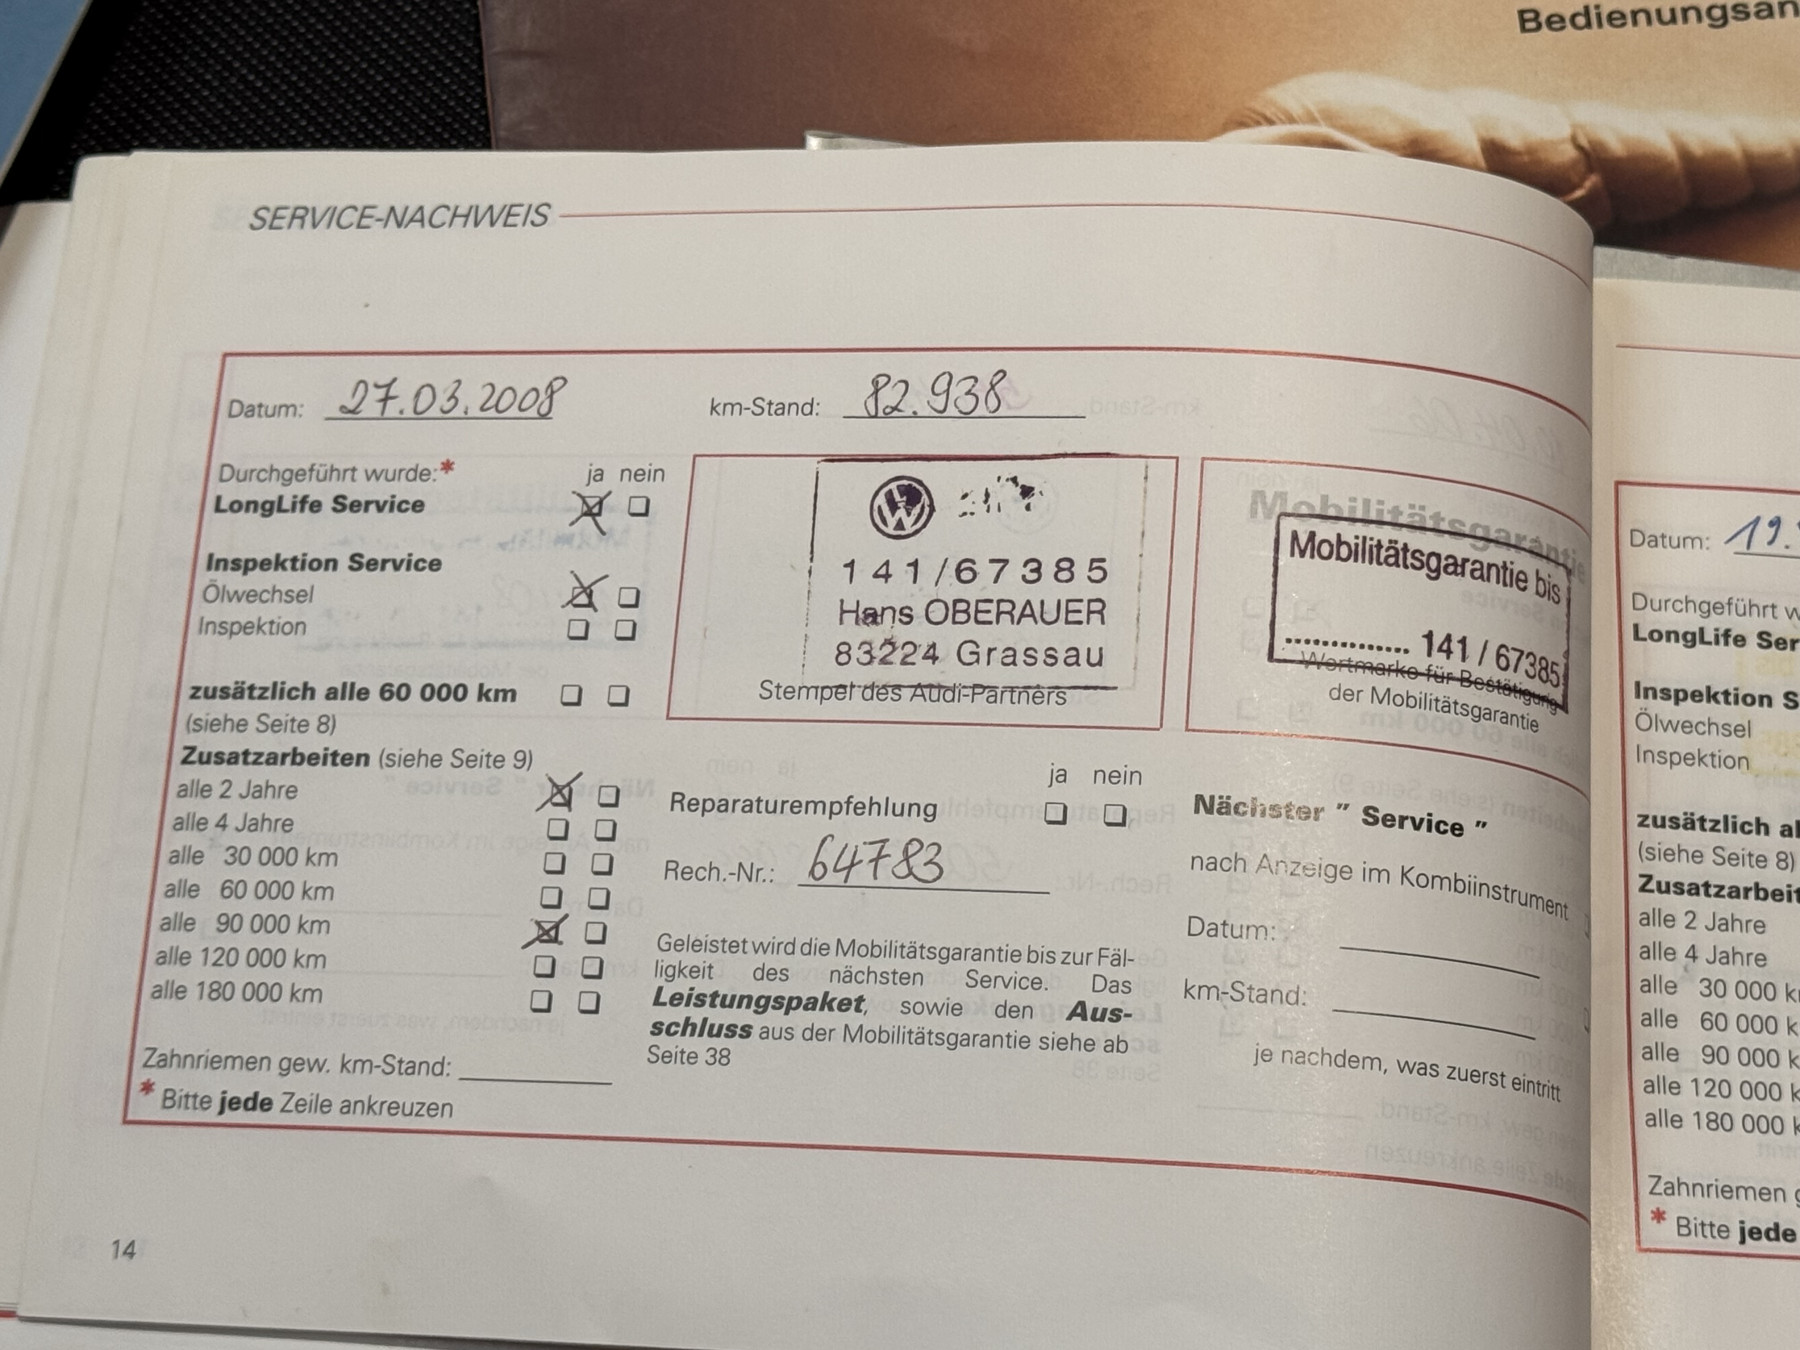 Bedienungsan
SERVICE-NACHWEIS
Datum: 27.03.2008
km-Stand: 82.938
Durchgeführt wurde:* ja nein
LongLife Service
Inspektion Service
Ölwechsel
Inspektion
zusätzlich alle 60 000 km
(siehe Seite 8)
Zusatzarbeiten (siehe Seite 9)
alle 2 Jahre
alle 4 Jahre
alle 30 000 km
alle 60 000 km
alle 90 000 km
alle 120 000 km
alle 180 000 km
Zahnriemen gew. km-Stand:
* Bitte jede Zeile ankreuzen
141/67385
Hans OBERAUER
83224 Grassau
Stempel des Audi-Partners
Mobilitätsgarantie
Mobilitätsgarantie bis
............. 141 / 67385
Wertmarke für Bestätigung
der Mobilitätsgarantie
ja nein
Reparaturempfehlung
Rech.-Nr.: 64783
Geleistet wird die Mobilitätsgarantie bis zur Fäl-
ligkeit des nächsten Service. Das
Leistungspaket, sowie den Aus-
schluss aus der Mobilitätsgarantie siehe ab
Seite 38
Nächster " Service "
nach Anzeige im Kombiinstrument
Datum:
km-Stand:
je nachdem, was zuerst eintritt
14
Datum: 19.
Durchgeführt w
LongLife Ser
Inspektion S
Ölwechsel
Inspektion
zusätzlich al
(siehe Seite 8)
Zusatzarbeit
alle 2 Jahre
alle 4 Jahre
alle 30 000 k
alle 60 000 k
alle 90 000 k
alle 120 000 k
alle 180 000 k
Zahnriemen g
* Bitte jede